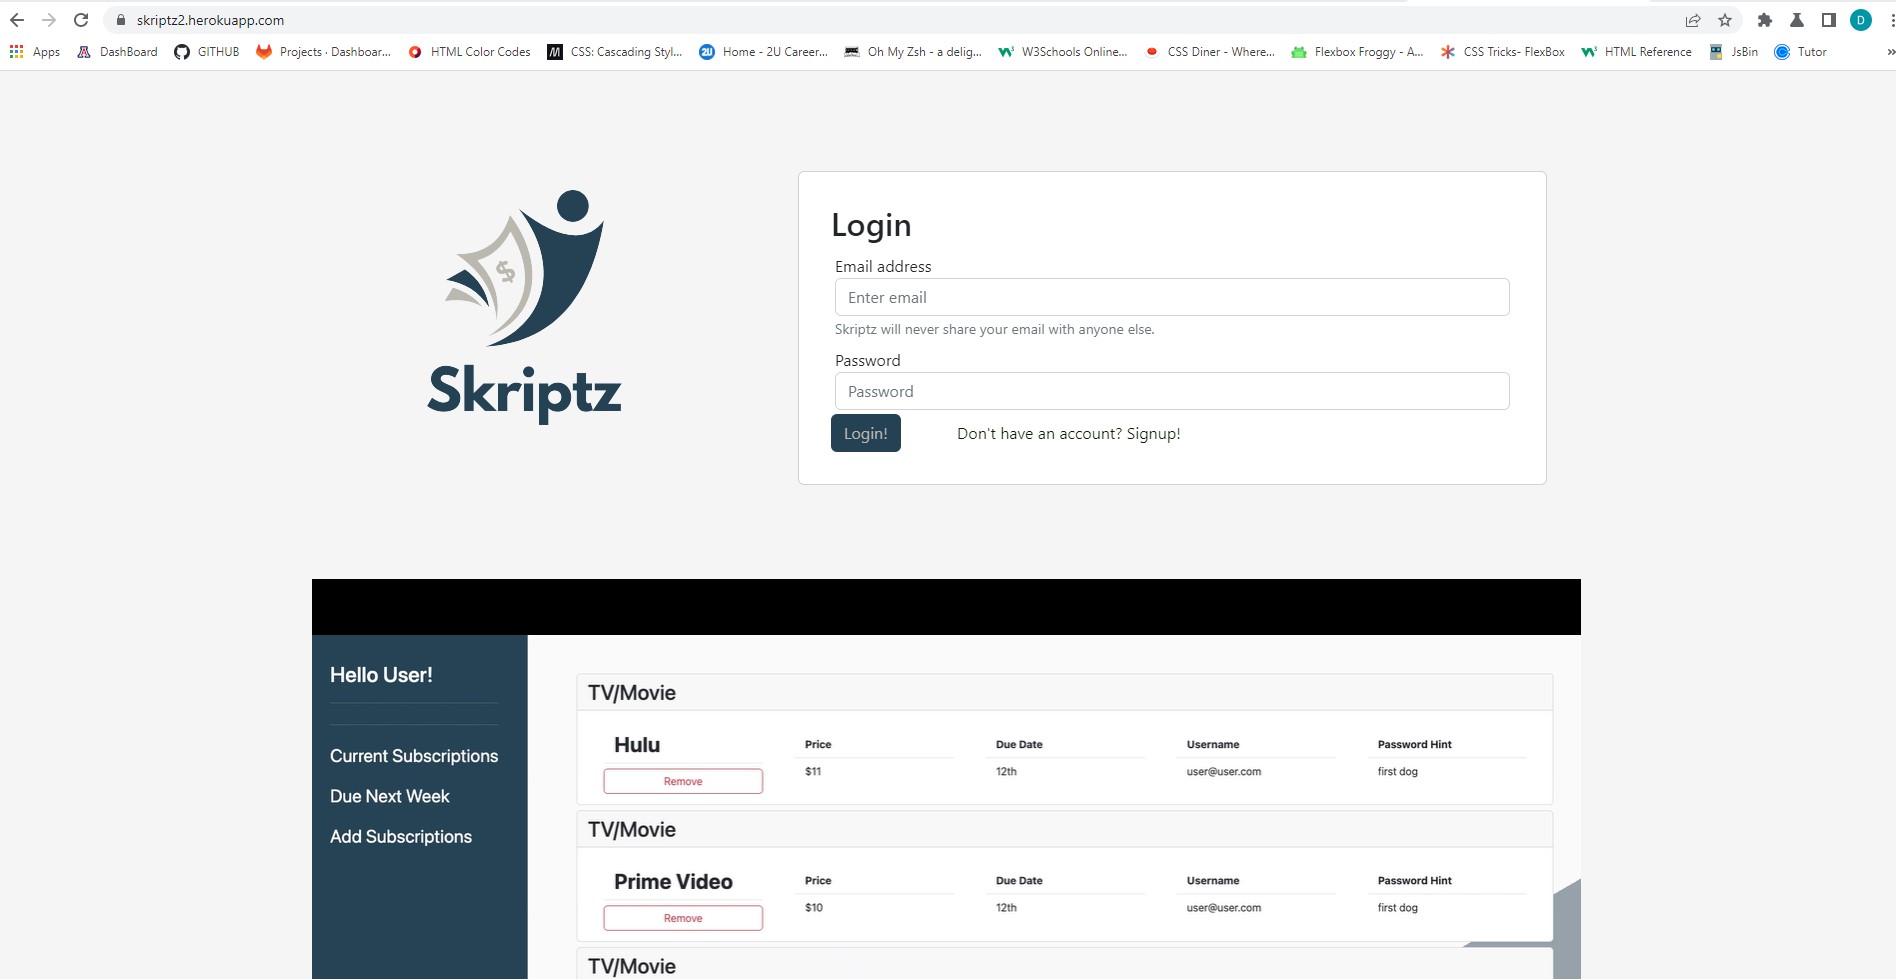 skriptz2.herokuapp.com
D
Apps DashBoard GITHUB Projects · Dashboar... HTML Color Codes CSS: Cascading Styl... 2U Home - 2U Career... Oh My Zsh - a delig... W3Schools Online... CSS Diner - Where... Flexbox Froggy - A... CSS Tricks- FlexBox HTML Reference JsBin Tutor »
$
Skriptz
Login
Email address
Enter email
Skriptz will never share your email with anyone else.
Password
Password
Login! Don't have an account? Signup!
Hello User!
Current Subscriptions
Due Next Week
Add Subscriptions
TV/Movie
Hulu Price Due Date Username Password Hint
Remove $11 12th user@user.com first dog
TV/Movie
Prime Video Price Due Date Username Password Hint
Remove $10 12th user@user.com first dog
TV/Movie